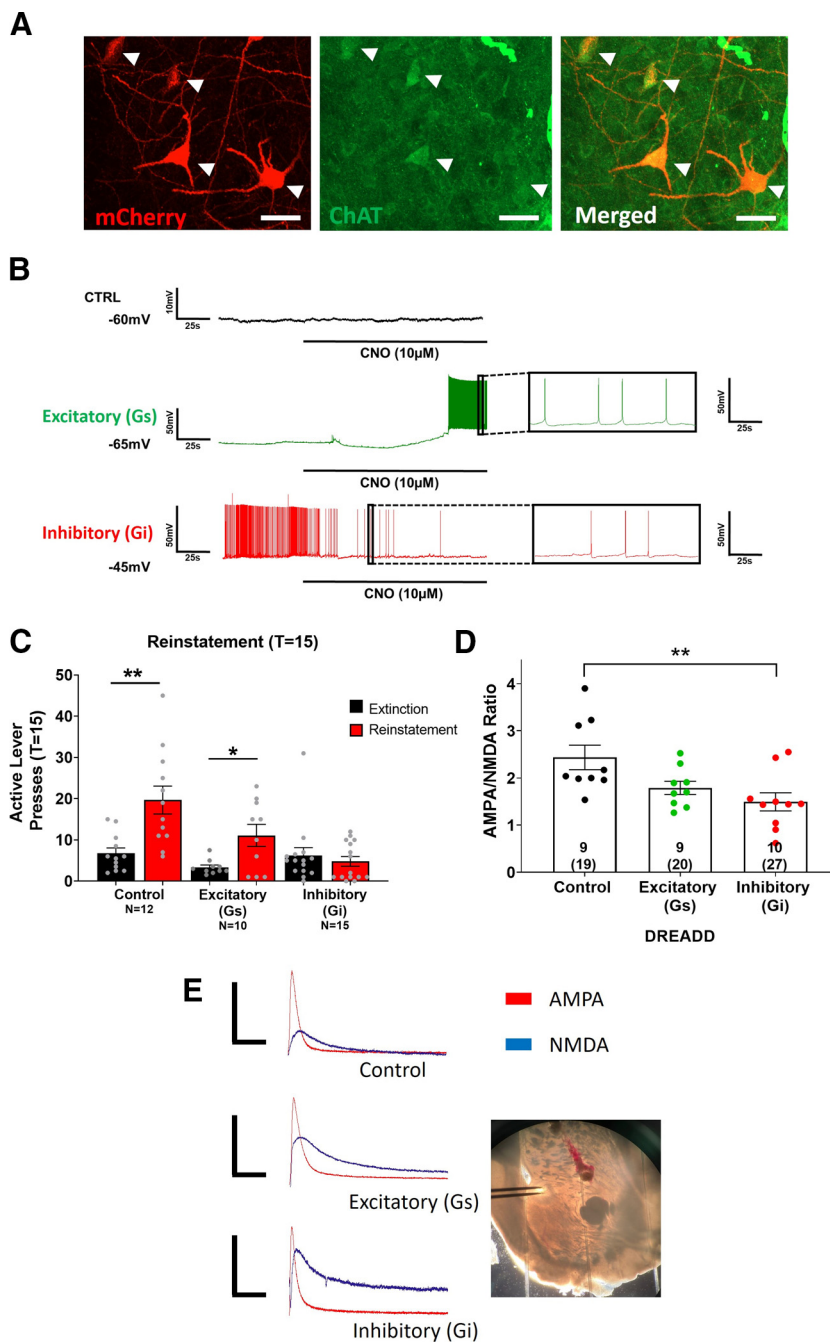 A
mCherry
ChAT
Merged
B
CTRL
-60mV
10mV
25s
CNO (10µM)
Excitatory (Gs)
-65mV
50mV
25s
50mV
25s
CNO (10µM)
Inhibitory (Gi)
-45mV
50mV
25s
50mV
25s
CNO (10µM)
C
Reinstatement (T=15)
Active Lever
Presses (T=15)
50
40
30
20
10
0
**
*
Extinction
Reinstatement
Control
N=12
Excitatory
(Gs)
N=10
Inhibitory
(Gi)
N=15
D
AMPA/NMDA Ratio
4
3
2
1
0
**
9
(19)
9
(20)
10
(27)
Control
Excitatory
(Gs)
Inhibitory
(Gi)
DREADD
E
AMPA
NMDA
Control
Excitatory (Gs)
Inhibitory (Gi)